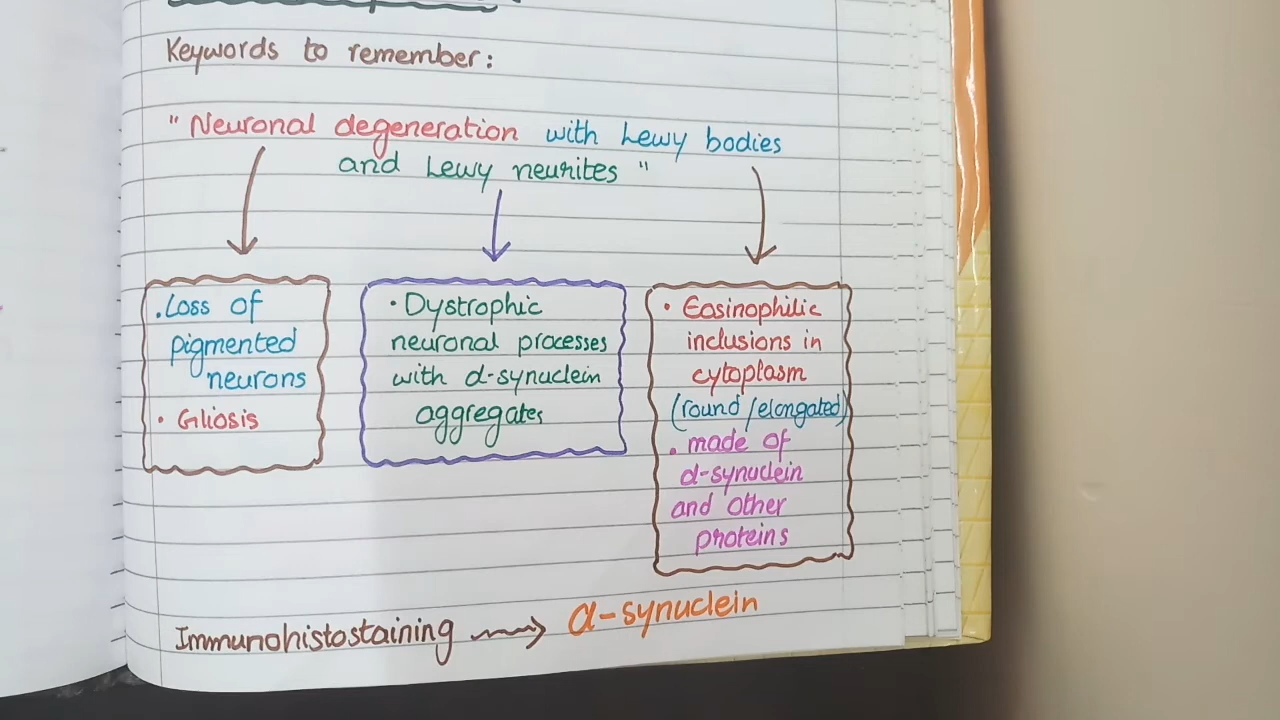 Keywords to remember:
" Neuronal degeneration with Lewy bodies
and Lewy neurites "
. Loss of
pigmented
neurons
• Gliosis
• Dystrophic
neuronal processes
with α-synuclein
aggregates
• Eosinophilic
inclusions in
cytoplasm
(round /elongated)
. made of
α-synuclein
and other
proteins
Immunohistostaining → α-synuclein